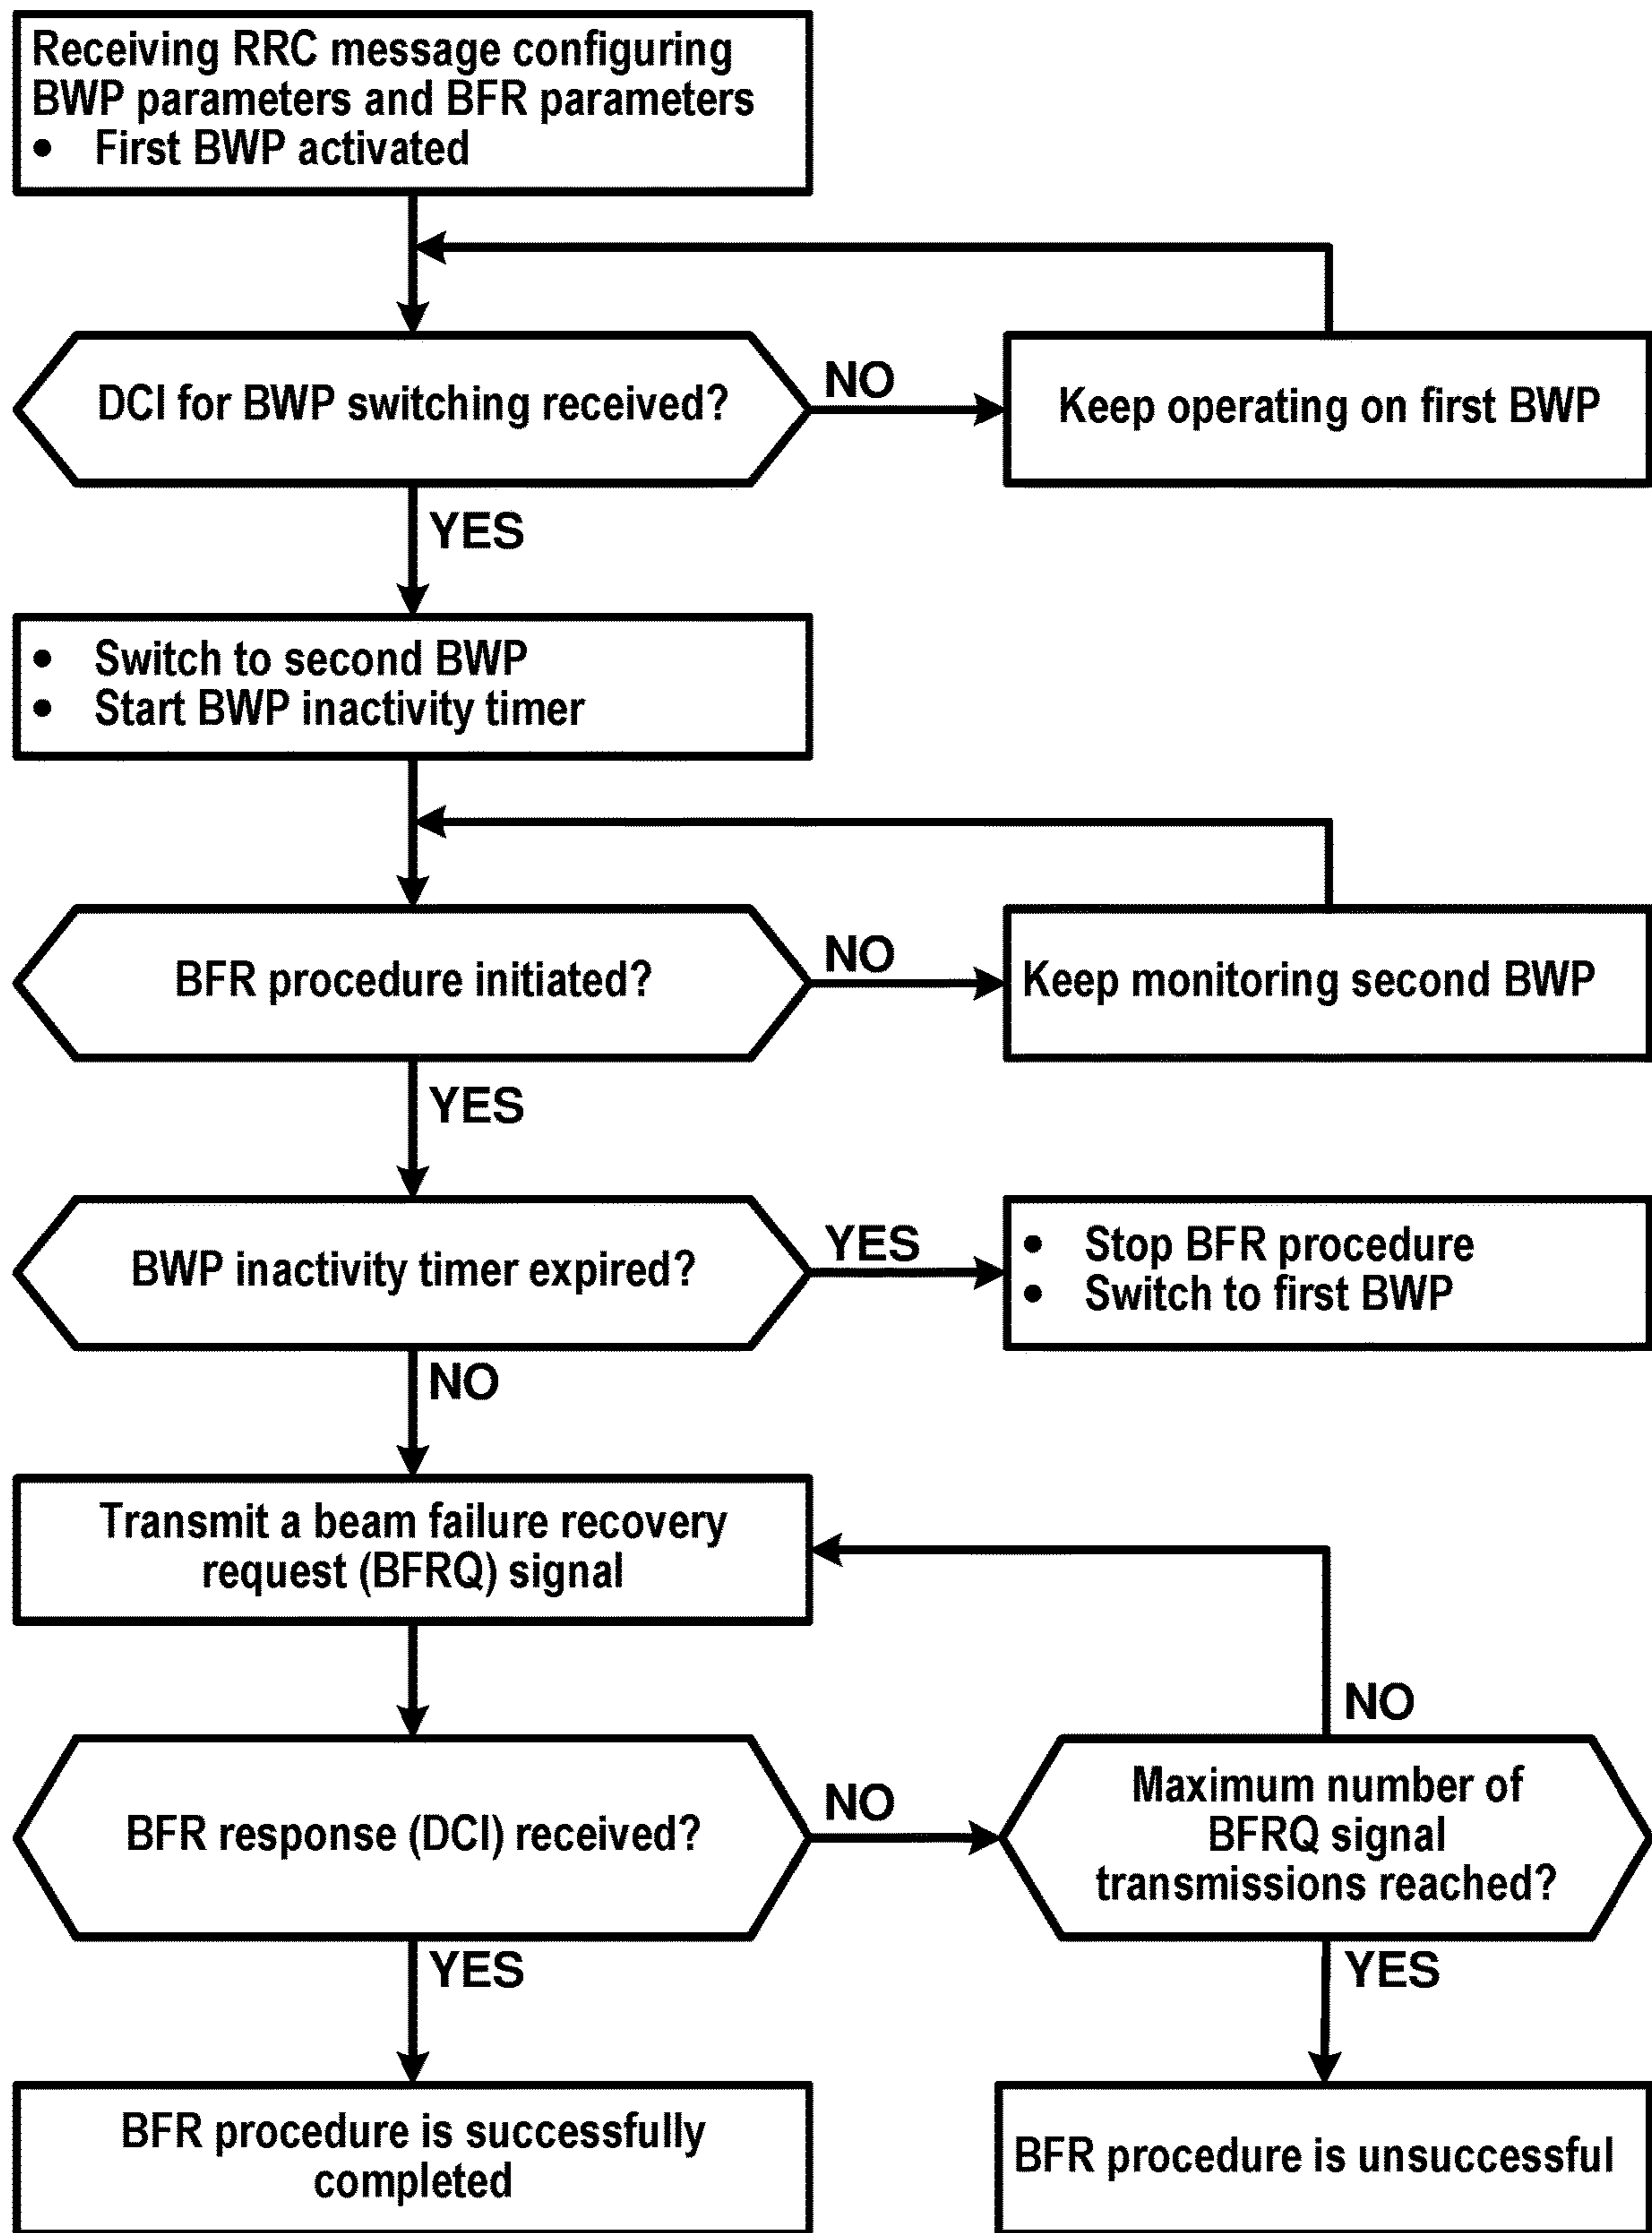 Receiving RRC message configuring
BWP parameters and BFR parameters
• First BWP activated
DCI for BWP switching received?
NO
Keep operating on first BWP
YES
• Switch to second BWP
• Start BWP inactivity timer
BFR procedure initiated?
NO
Keep monitoring second BWP
YES
BWP inactivity timer expired?
YES
• Stop BFR procedure
• Switch to first BWP
NO
Transmit a beam failure recovery
request (BFRQ) signal
BFR response (DCI) received?
NO
Maximum number of
BFRQ signal
transmissions reached?
NO
YES
YES
BFR procedure is successfully
completed
BFR procedure is unsuccessful